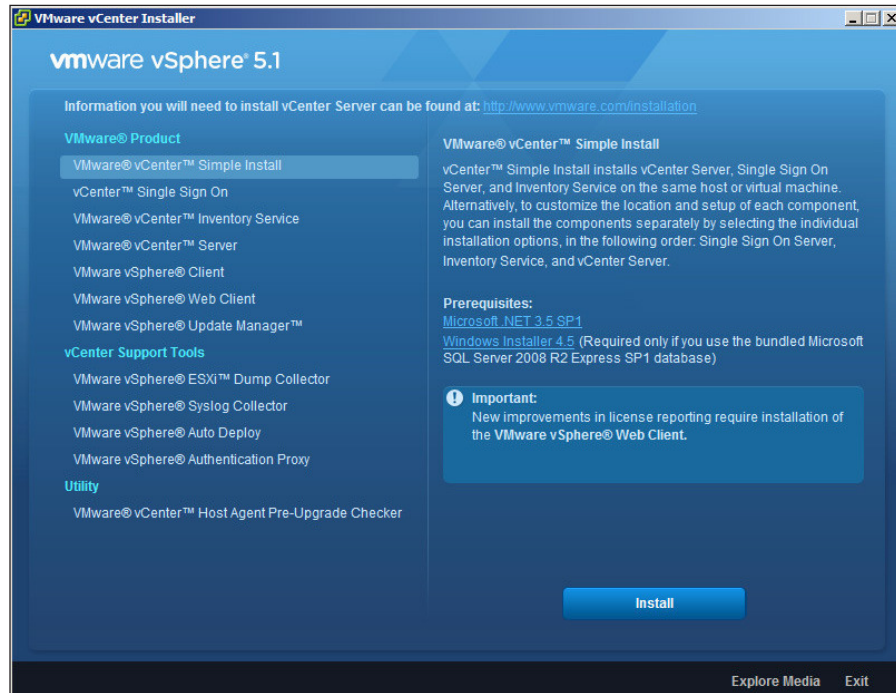 VMware vCenter Installer
vmware vSphere® 5.1
Information you will need to install vCenter Server can be found at: http://www.vmware.com/installation
VMware® Product
VMware® vCenter™ Simple Install
vCenter™ Single Sign On
VMware® vCenter™ Inventory Service
VMware® vCenter™ Server
VMware vSphere® Client
VMware vSphere® Web Client
VMware vSphere® Update Manager™
vCenter Support Tools
VMware vSphere® ESXi™ Dump Collector
VMware vSphere® Syslog Collector
VMware vSphere® Auto Deploy
VMware vSphere® Authentication Proxy
Utility
VMware® vCenter™ Host Agent Pre-Upgrade Checker
VMware® vCenter™ Simple Install
vCenter™ Simple Install installs vCenter Server, Single Sign On
Server, and Inventory Service on the same host or virtual machine.
Alternatively, to customize the location and setup of each component,
you can install the components separately by selecting the individual
installation options, in the following order: Single Sign On Server,
Inventory Service, and vCenter Server.
Prerequisites:
Microsoft .NET 3.5 SP1
Windows Installer 4.5 (Required only if you use the bundled Microsoft
SQL Server 2008 R2 Express SP1 database)
Important:
New improvements in license reporting require installation of
the VMware vSphere® Web Client.
Install
Explore Media Exit